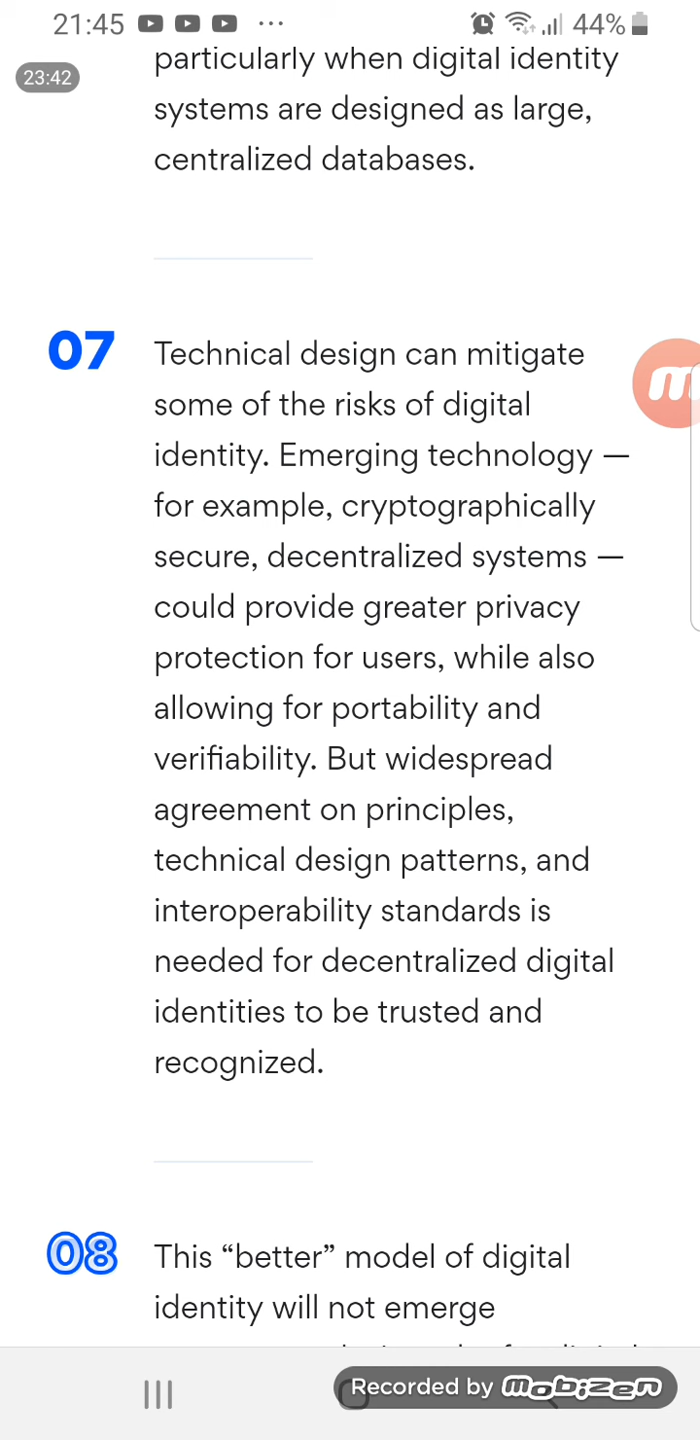 21:45 ... 44%
23:42
particularly when digital identity
systems are designed as large,
centralized databases.
07
Technical design can mitigate
some of the risks of digital
identity. Emerging technology —
for example, cryptographically
secure, decentralized systems —
could provide greater privacy
protection for users, while also
allowing for portability and
verifiability. But widespread
agreement on principles,
technical design patterns, and
interoperability standards is
needed for decentralized digital
identities to be trusted and
recognized.
08
This “better” model of digital
identity will not emerge
Recorded by mobizen